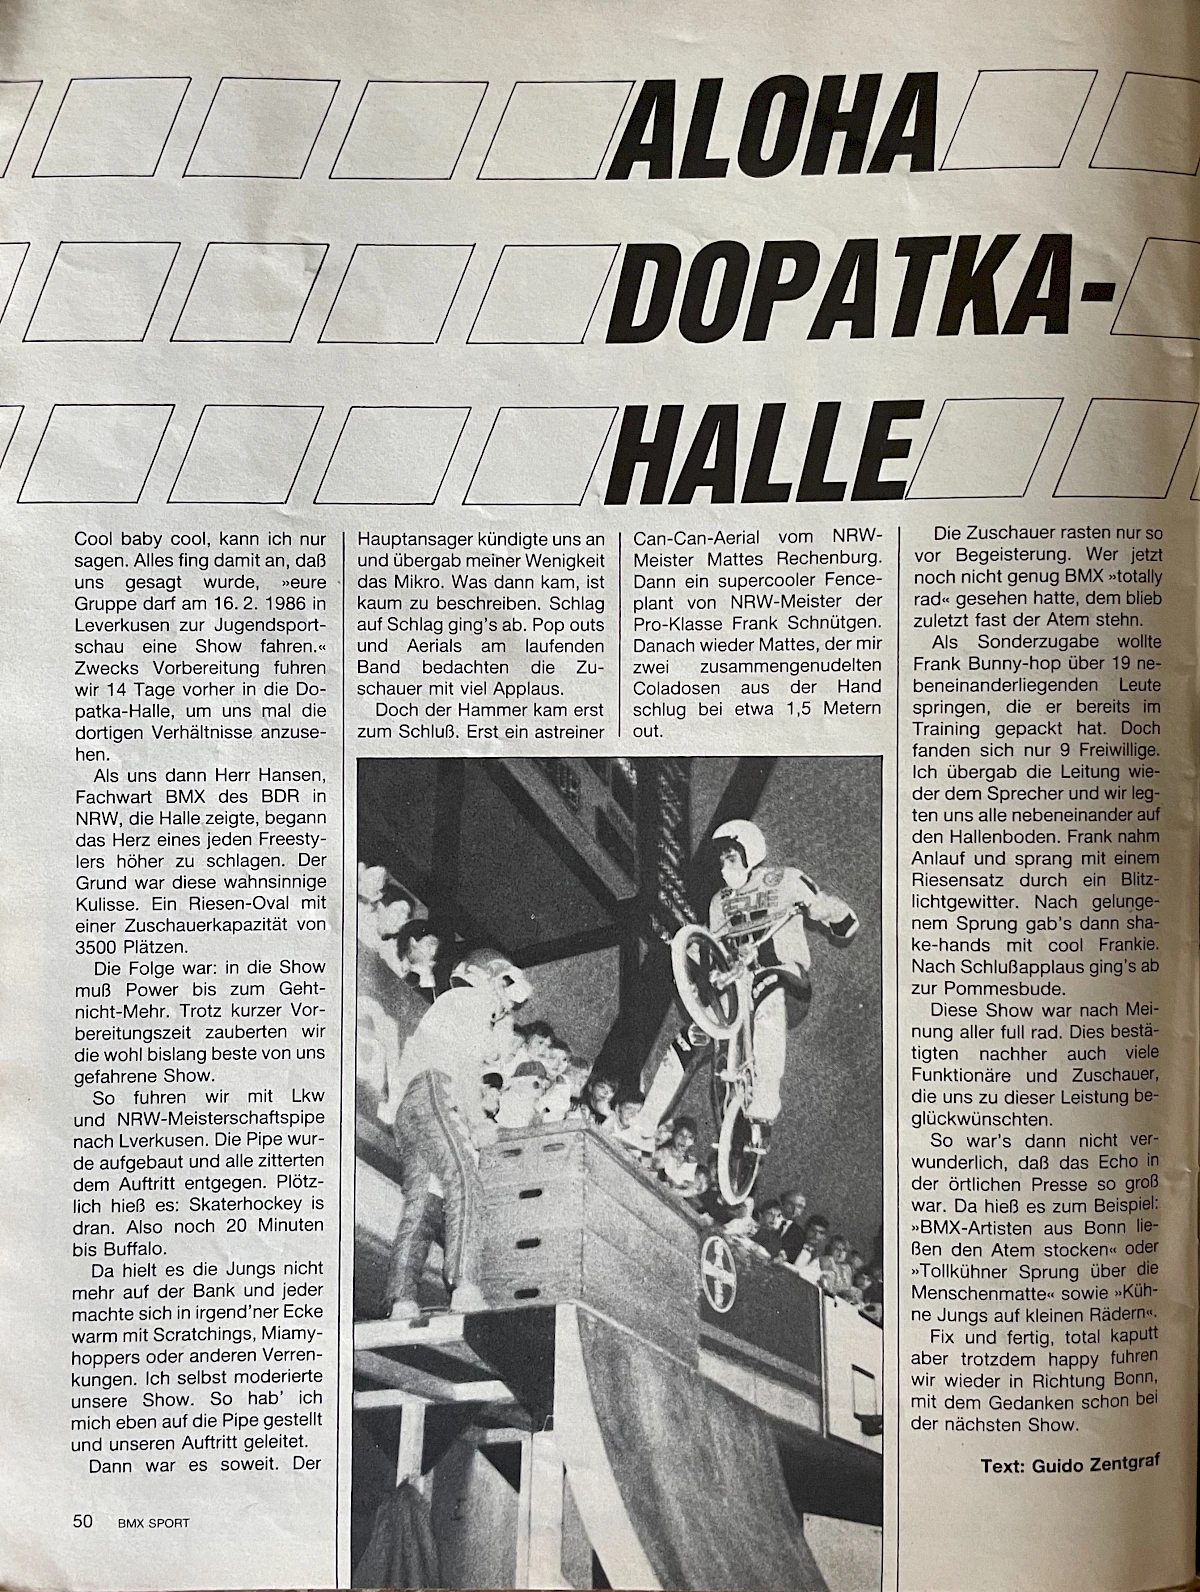 ALOHA
DOPATKA-
HALLE
Cool baby cool, kann ich nur
sagen. Alles fing damit an, daß
uns gesagt wurde, »eure
Gruppe darf am 16. 2. 1986 in
Leverkusen zur Jugendsport-
schau eine Show fahren.«
Zwecks Vorbereitung fuhren
wir 14 Tage vorher in die Do-
patka-Halle, um uns mal die
dortigen Verhältnisse anzuse-
hen.
Als uns dann Herr Hansen,
Fachwart BMX des BDR in
NRW, die Halle zeigte, begann
das Herz eines jeden Freesty-
lers höher zu schlagen. Der
Grund war diese wahnsinnige
Kulisse. Ein Riesen-Oval mit
einer Zuschauerkapazität von
3500 Plätzen.
Die Folge war: in die Show
muß Power bis zum Geht-
nicht-Mehr. Trotz kurzer Vor-
bereitungszeit zauberten wir
die wohl bislang beste von uns
gefahrene Show.
So fuhren wir mit Lkw
und NRW-Meisterschaftspipe
nach Lverkusen. Die Pipe wur-
de aufgebaut und alle zitterten
dem Auftritt entgegen. Plötz-
lich hieß es: Skaterhockey is
dran. Also noch 20 Minuten
bis Buffalo.
Da hielt es die Jungs nicht
mehr auf der Bank und jeder
machte sich in irgend'ner Ecke
warm mit Scratchings, Miamy-
hoppers oder anderen Verren-
kungen. Ich selbst moderierte
unsere Show. So hab' ich
mich eben auf die Pipe gestellt
und unseren Auftritt geleitet.
Dann war es soweit. Der
Hauptansager kündigte uns an
und übergab meiner Wenigkeit
das Mikro. Was dann kam, ist
kaum zu beschreiben. Schlag
auf Schlag ging's ab. Pop outs
und Aerials am laufenden
Band bedachten die Zu-
schauer mit viel Applaus.
Doch der Hammer kam erst
zum Schluß. Erst ein astreiner
Can-Can-Aerial vom NRW-
Meister Mattes Rechenburg.
Dann ein supercooler Fence-
plant von NRW-Meister der
Pro-Klasse Frank Schnütgen.
Danach wieder Mattes, der mir
zwei zusammengenudelten
Coladosen aus der Hand
schlug bei etwa 1,5 Metern
out.
Die Zuschauer rasten nur so
vor Begeisterung. Wer jetzt
noch nicht genug BMX »totally
rad« gesehen hatte, dem blieb
zuletzt fast der Atem stehn.
Als Sonderzugabe wollte
Frank Bunny-hop über 19 ne-
beneinanderliegenden Leute
springen, die er bereits im
Training gepackt hat. Doch
fanden sich nur 9 Freiwillige.
Ich übergab die Leitung wie-
der dem Sprecher und wir leg-
ten uns alle nebeneinander auf
den Hallenboden. Frank nahm
Anlauf und sprang mit einem
Riesensatz durch ein Blitz-
lichtgewitter. Nach gelunge-
nem Sprung gab's dann sha-
ke-hands mit cool Frankie.
Nach Schlußapplaus ging's ab
zur Pommesbude.
Diese Show war nach Mei-
nung aller full rad. Dies bestä-
tigten nachher auch viele
Funktionäre und Zuschauer,
die uns zu dieser Leistung be-
glückwünschten.
So war's dann nicht ver-
wunderlich, daß das Echo in
der örtlichen Presse so groß
war. Da hieß es zum Beispiel:
»BMX-Artisten aus Bonn lie-
ßen den Atem stocken« oder
»Tollkühner Sprung über die
Menschenmatte« sowie »Küh-
ne Jungs auf kleinen Rädern«.
Fix und fertig, total kaputt
aber trotzdem happy fuhren
wir wieder in Richtung Bonn,
mit dem Gedanken schon bei
der nächsten Show.
Text: Guido Zentgraf
50 BMX SPORT